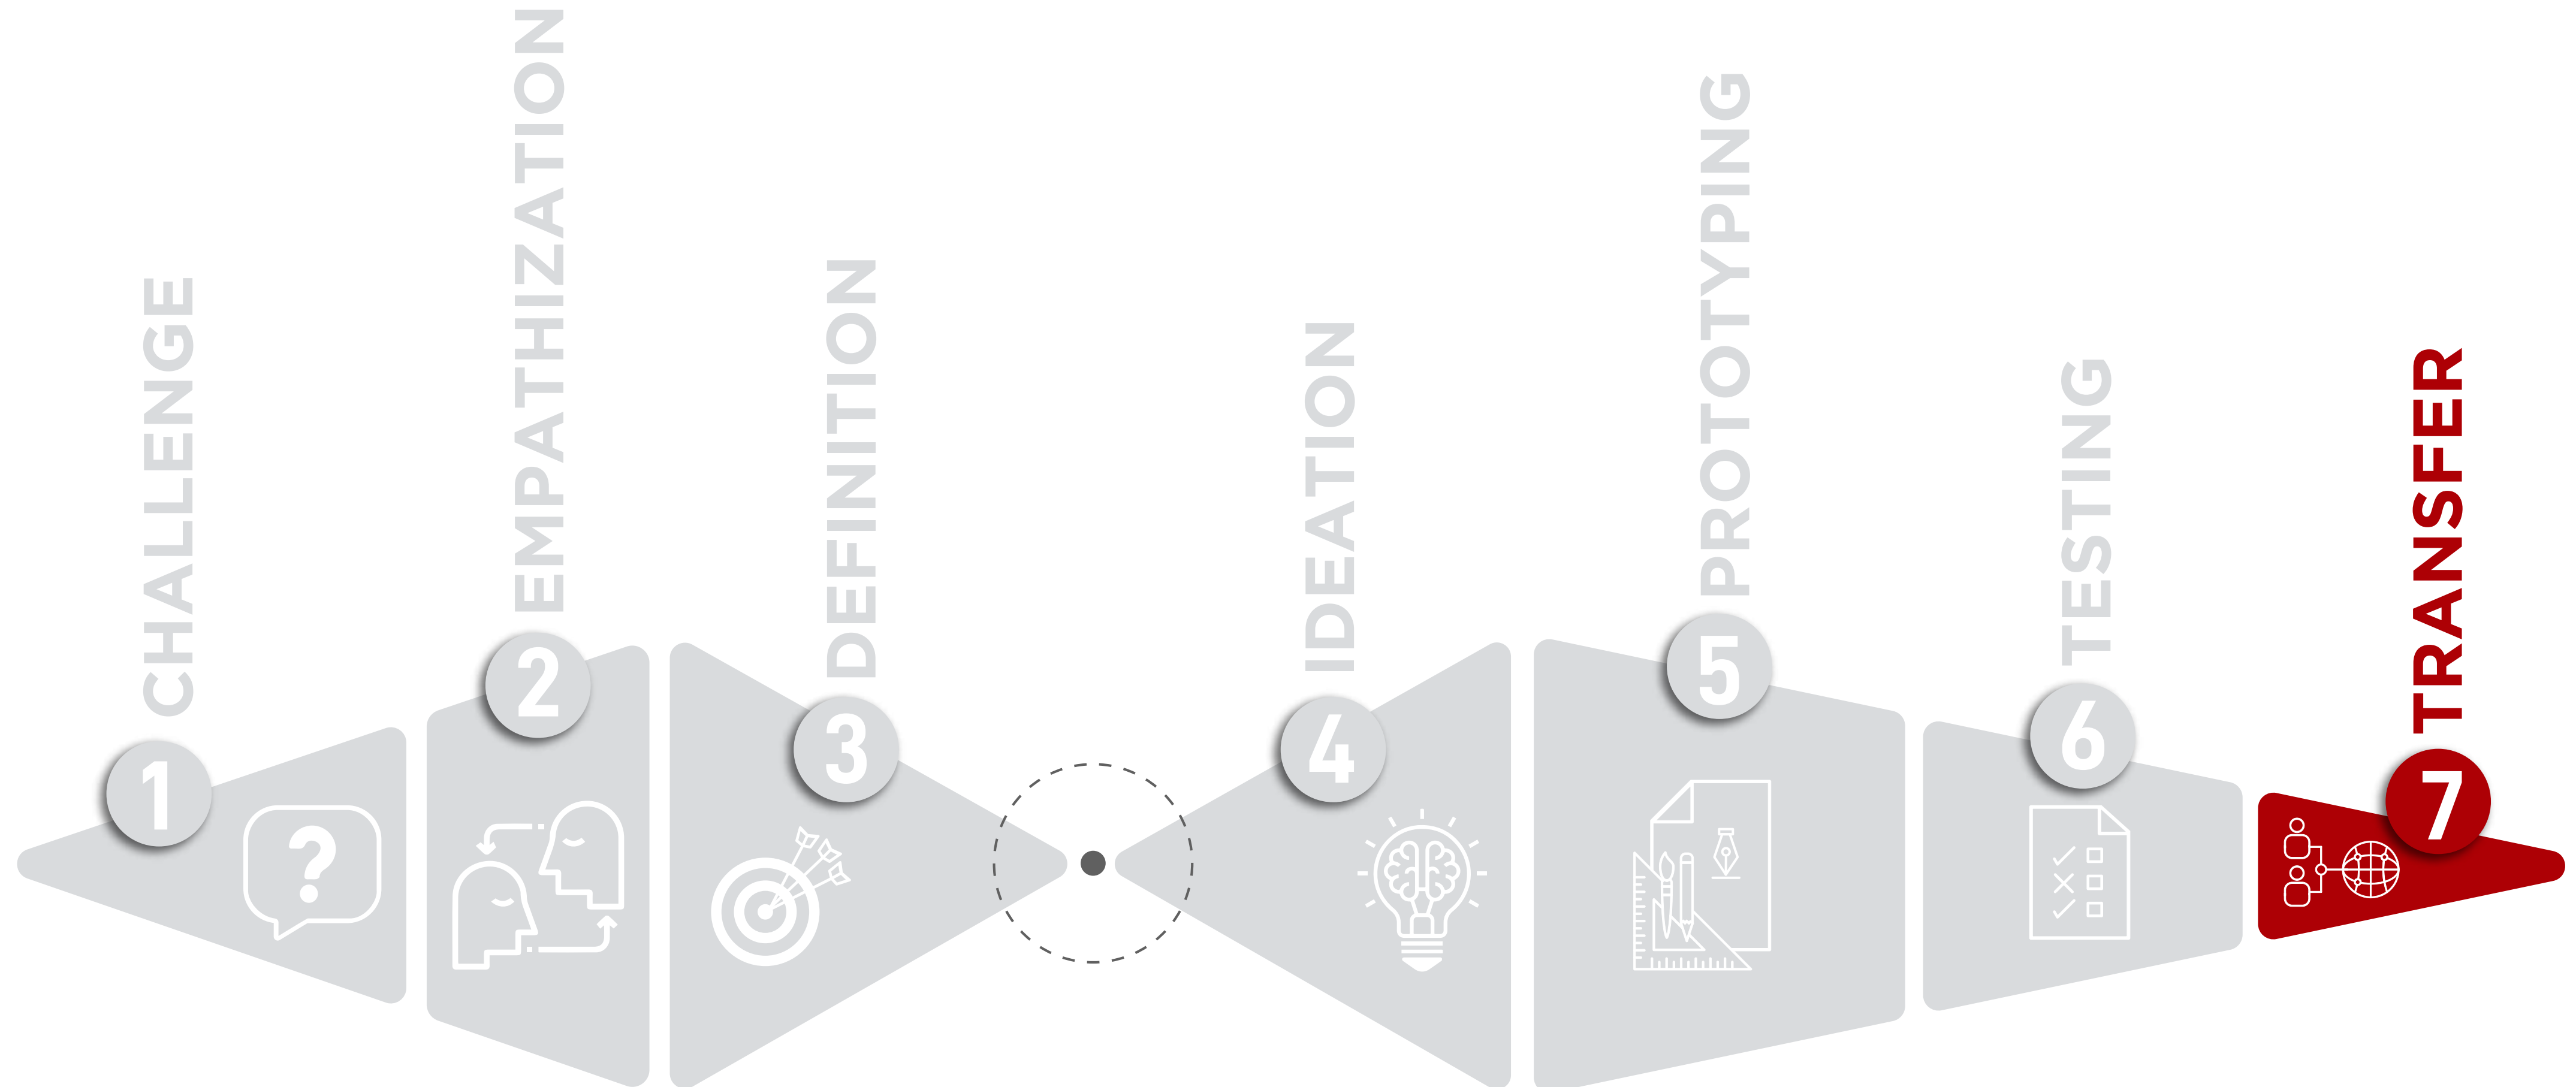 1 CHALLENGE
2 EMPATHIZATION
3 DEFINITION
4 IDEATION
5 PROTOTYPING
6 TESTING
7 TRANSFER
?